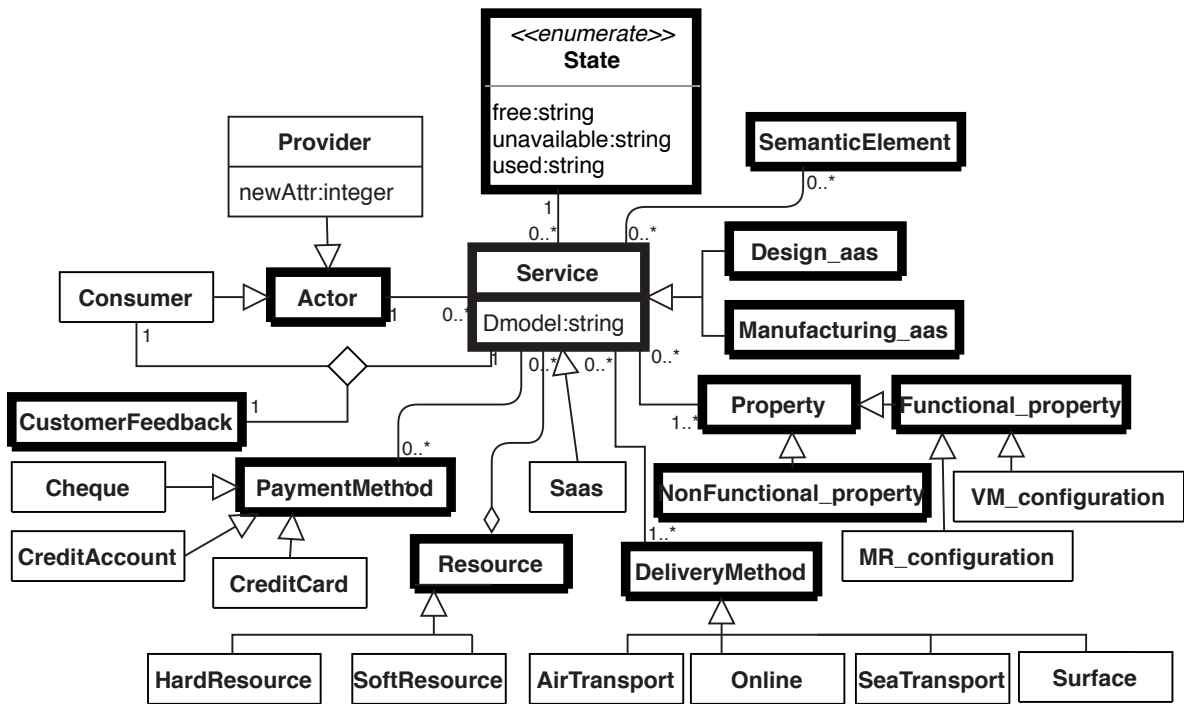 <<enumerate>>
State
free:string
unavailable:string
used:string
Provider
newAttr:integer
SemanticElement
0..*
1
0..*
0..*
Service
Dmodel:string
Design_aas
Manufacturing_aas
Consumer
Actor
1
0..*
1
1
0..*
0..*
0..*
1
CustomerFeedback
Property
1..*
Functional_property
0..*
Cheque
PaymentMethod
Saas
NonFunctional_property
VM_configuration
1..*
CreditAccount
CreditCard
Resource
DeliveryMethod
MR_configuration
HardResource
SoftResource
AirTransport
Online
SeaTransport
Surface